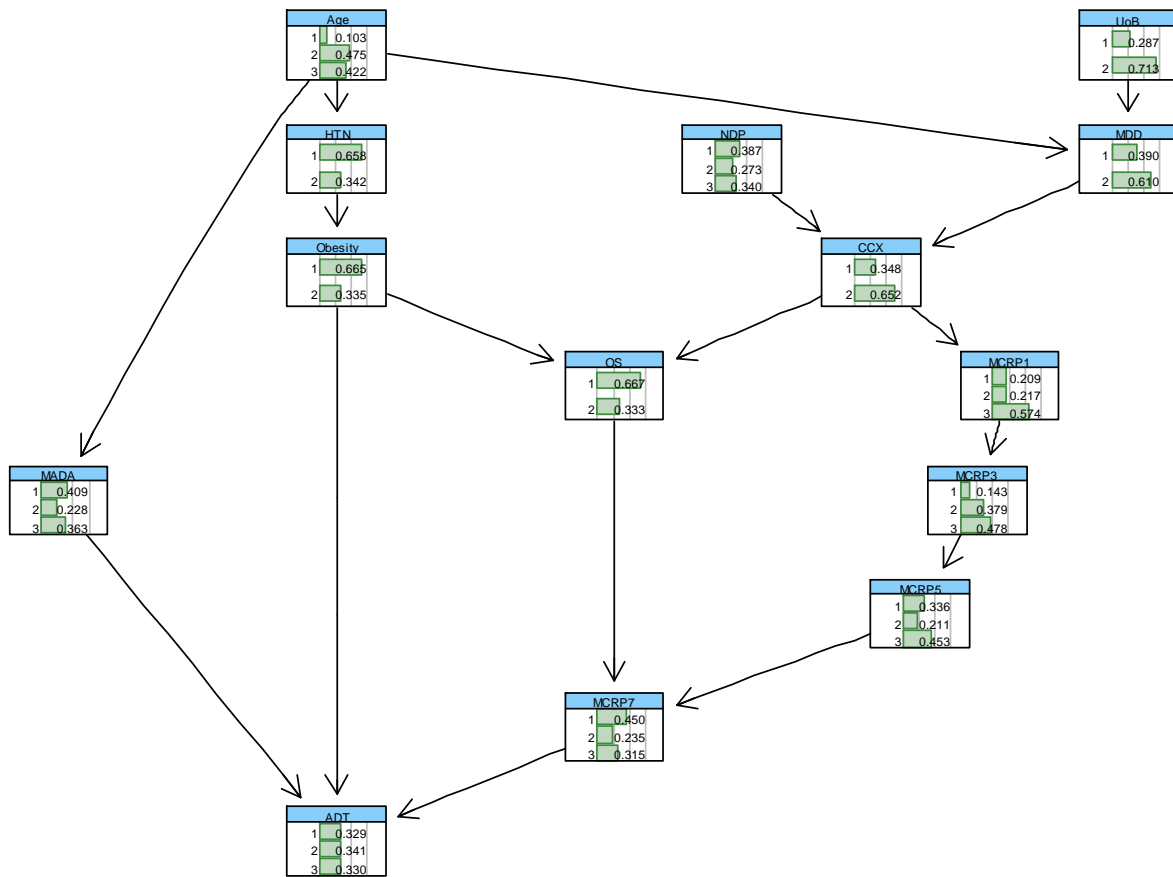 Age
1 0.103
2 0.475
3 0.422
UoB
1 0.287
2 0.713
HTN
1 0.658
2 0.342
NDP
1 0.387
2 0.273
3 0.340
MDD
1 0.390
2 0.610
Obesity
1 0.665
2 0.335
CCX
1 0.348
2 0.652
OS
1 0.667
2 0.333
MCRP1
1 0.209
2 0.217
3 0.574
MADA
1 0.409
2 0.228
3 0.363
MCRP3
1 0.143
2 0.379
3 0.478
MCRP5
1 0.336
2 0.211
3 0.453
MCRP7
1 0.450
2 0.235
3 0.315
ADT
1 0.329
2 0.341
3 0.330